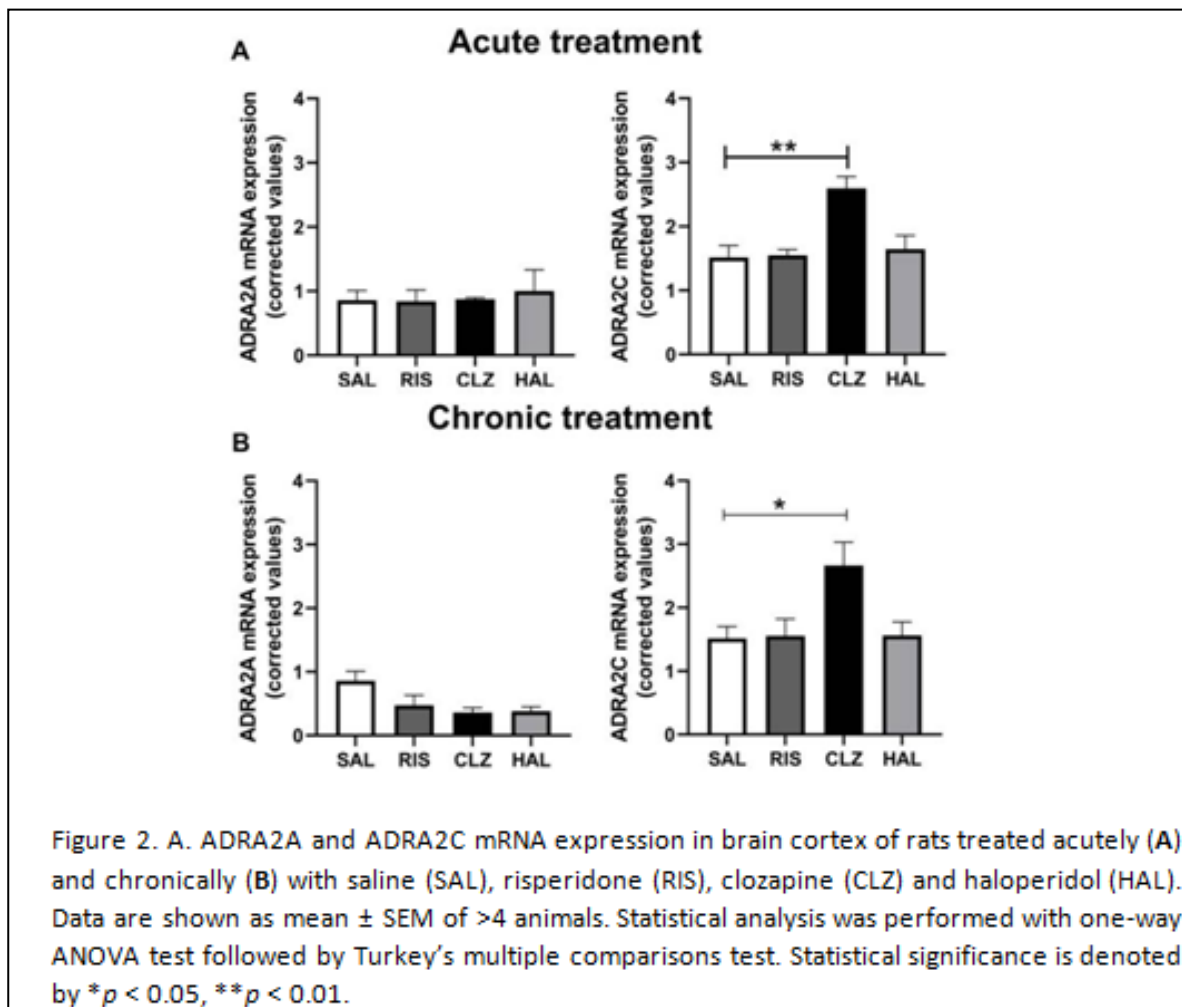 Acute treatment
A
ADRA2A mRNA expression
(corrected values)
4
3
2
1
0
SAL RIS CLZ HAL
ADRA2C mRNA expression
(corrected values)
4
3
2
1
0
**
SAL RIS CLZ HAL
Chronic treatment
B
ADRA2A mRNA expression
(corrected values)
4
3
2
1
0
SAL RIS CLZ HAL
ADRA2C mRNA expression
(corrected values)
4
3
2
1
0
*
SAL RIS CLZ HAL
Figure 2. A. ADRA2A and ADRA2C mRNA expression in brain cortex of rats treated acutely (A)
and chronically (B) with saline (SAL), risperidone (RIS), clozapine (CLZ) and haloperidol (HAL).
Data are shown as mean ± SEM of >4 animals. Statistical analysis was performed with one-way
ANOVA test followed by Turkey’s multiple comparisons test. Statistical significance is denoted
by *p < 0.05, **p < 0.01.